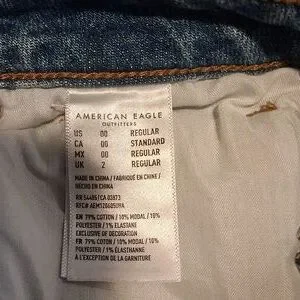 AMERICAN EAGLE
OUTFITTERS
US 00 REGULAR
CA 00 STANDARD
MX 00 REGULAR
UK 2 REGULAR
MADE IN CHINA / FABRIQUÉ EN CHINE /
HECHO EN CHINA
RN 54485 / CA 03873
RFC#
EN 79% COTTON / 10% MODAL / 10%
POLYESTER / 1% ELASTANE
EXCLUSIVE OF DECORATION
FR 79% COTON / 10% MODAL / 10%
POLYESTER / 1% ÉLASTHANNE
À L'EXCEPTION DE LA GARNITURE